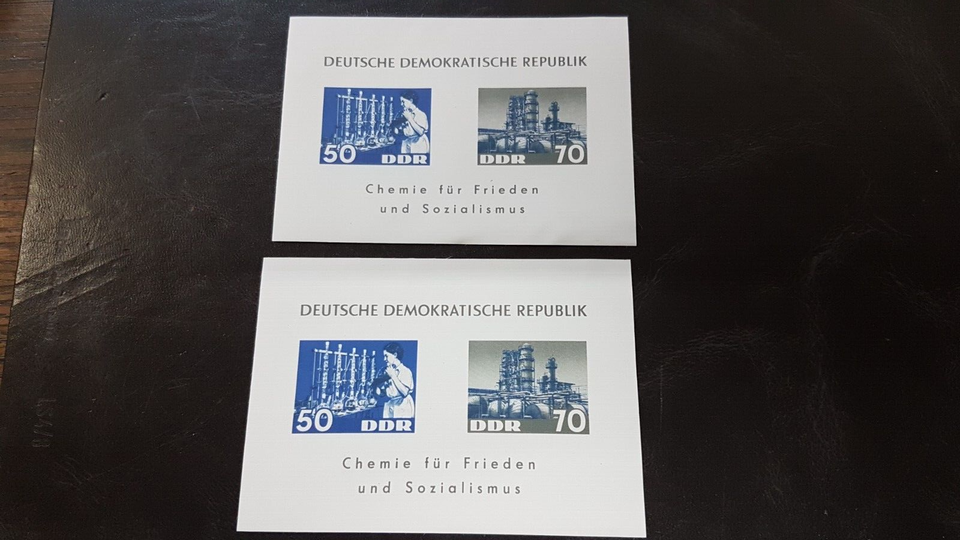 DEUTSCHE DEMOKRATISCHE REPUBLIK
50 DDR
DDR 70
Chemie für Frieden
und Sozialismus
DEUTSCHE DEMOKRATISCHE REPUBLIK
50 DDR
DDR 70
Chemie für Frieden
und Sozialismus